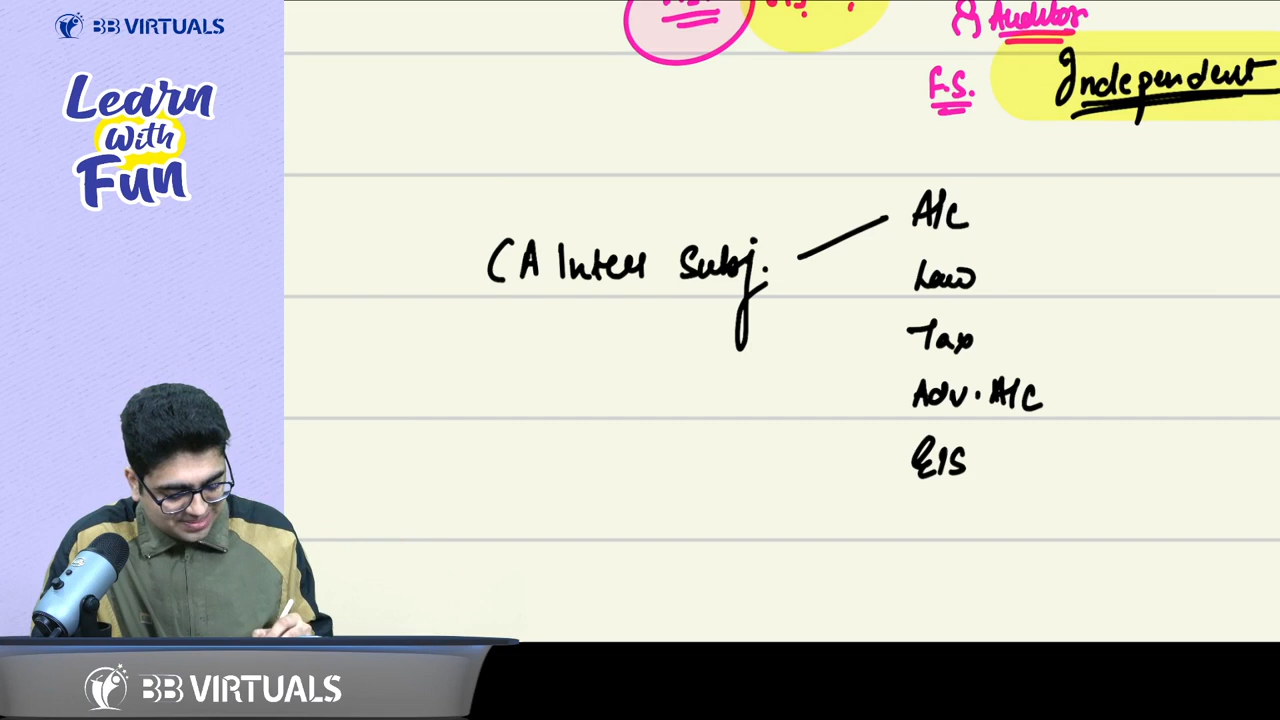 BB VIRTUALS
Learn
With
Fun
Auditor
F.S.
Independent
CA Inter Subj.
A/c
Law
Tax
Adv. A/c
EIS
BB VIRTUALS